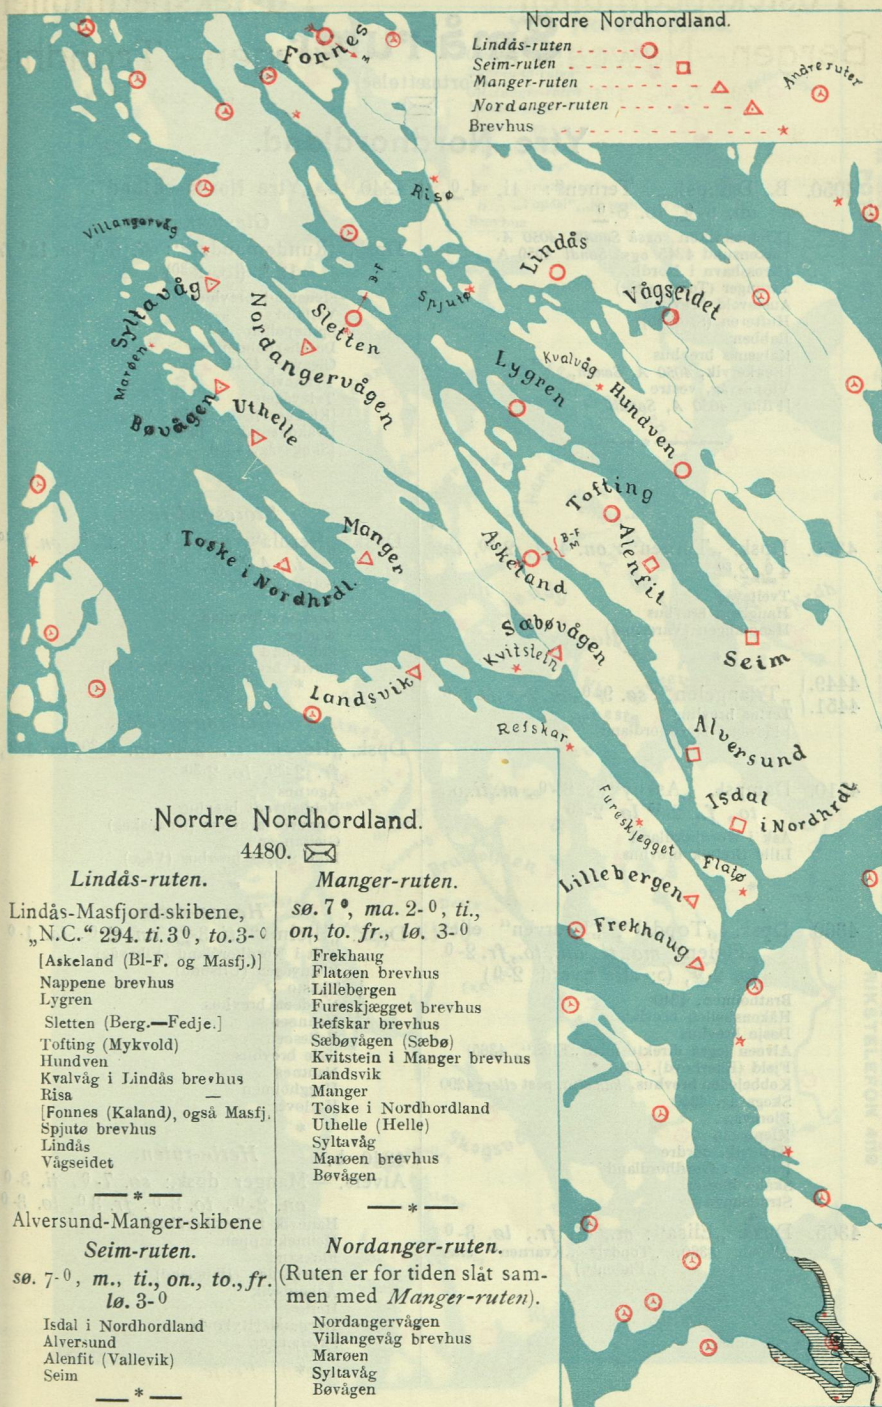 Nordre Nordhordland.
Lindås-ruten
Seim-ruten
Manger-ruten
Nordanger-ruten
Brevhus
Andre ruter
Fonnes
M
Risø
Villangervåg
Lindås
B-F
Spjutø
Vågseidet
Syltavåg
Sletten
Nordangervågen
Marøen
Kvalvåg
Lygren
Hundven
Bøvågen
Uthelle
Tofting
Manger
Askeland
B-F
M
Alenfit
Toske i Nordhrdl.
Sæbøvågen
Kvitstein
Seim
Landsvik
Refskar
Alversund
Isdal
i Nordhrdl
Fureskjegget
Flatø
Lillebergen
Frekhaug
Nordre Nordhordland.
4480.
Lindås-ruten.
Lindås-Masfjord-skibene,
„N.C.“ 294. ti. 3-0, to. 3-0
[Askeland (Bl-F. og Masfj.)]
Nappene brevhus
Lygren
Sletten (Berg.—Fedje.]
Tofting (Mykvold)
Hundven
Kvalvåg i Lindås brevhus
Risa —
[Fonnes (Kaland), også Masfj.
Spjutø brevhus
Lindås
Vågseidet
— * —
Alversund-Manger-skibene
Seim-ruten.
sø. 7-0, m., ti., on., to., fr.
lø. 3-0
Isdal i Nordhordland
Alversund
Alenfit (Vallevik)
Seim
— * —
Manger-ruten.
sø. 7 0, ma. 2-0, ti.,
on, to. fr., lø. 3-0
Frekhaug
Flatøen brevhus
Lillebergen
Fureskjægget brevhus
Refskar brevhus
Sæbøvågen (Sæbø)
Kvitstein i Manger brevhus
Landsvik
Manger
Toske i Nordhordland
Uthelle (Helle)
Syltavåg
Marøen brevhus
Bøvågen
— * —
Nordanger-ruten.
(Ruten er for tiden slåt sam-
men med Manger-ruten).
Nordangervågen
Villangevåg brevhus
Marøen
Syltavåg
Bøvågen